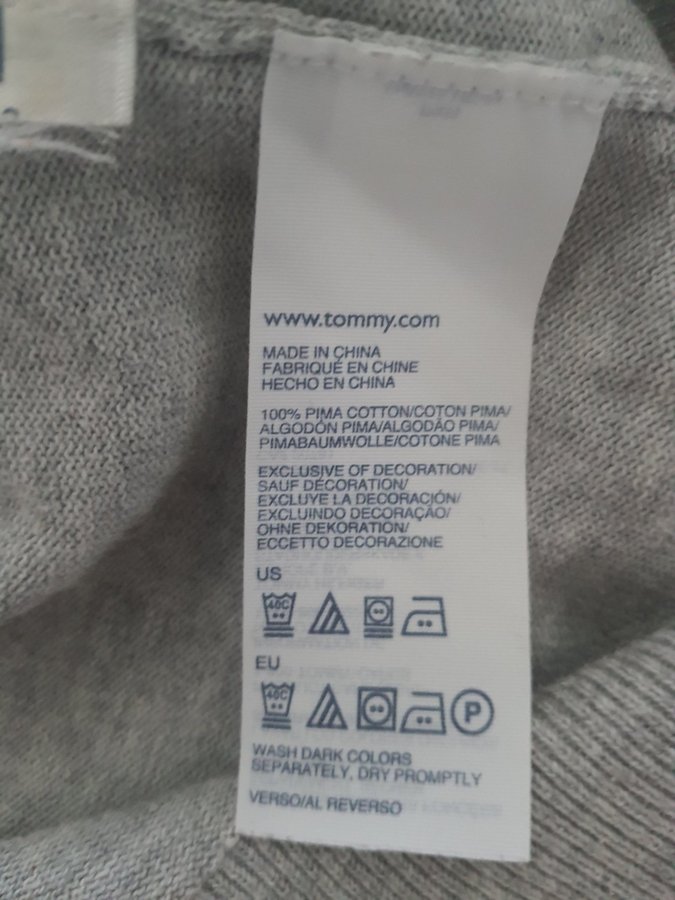 www.tommy.com
MADE IN CHINA
FABRIQUÉ EN CHINE
HECHO EN CHINA
100% PIMA COTTON/COTON PIMA/
ALGODÓN PIMA/ALGODÃO PIMA/
PIMABAUMWOLLE/COTONE PIMA
EXCLUSIVE OF DECORATION/
SAUF DÉCORATION/
EXCLUYE LA DECORACIÓN/
EXCLUINDO DECORAÇÃO/
OHNE DEKORATION/
ECCETTO DECORAZIONE
US
40C
EU
40C P
WASH DARK COLORS
SEPARATELY, DRY PROMPTLY
VERSO/AL REVERSO